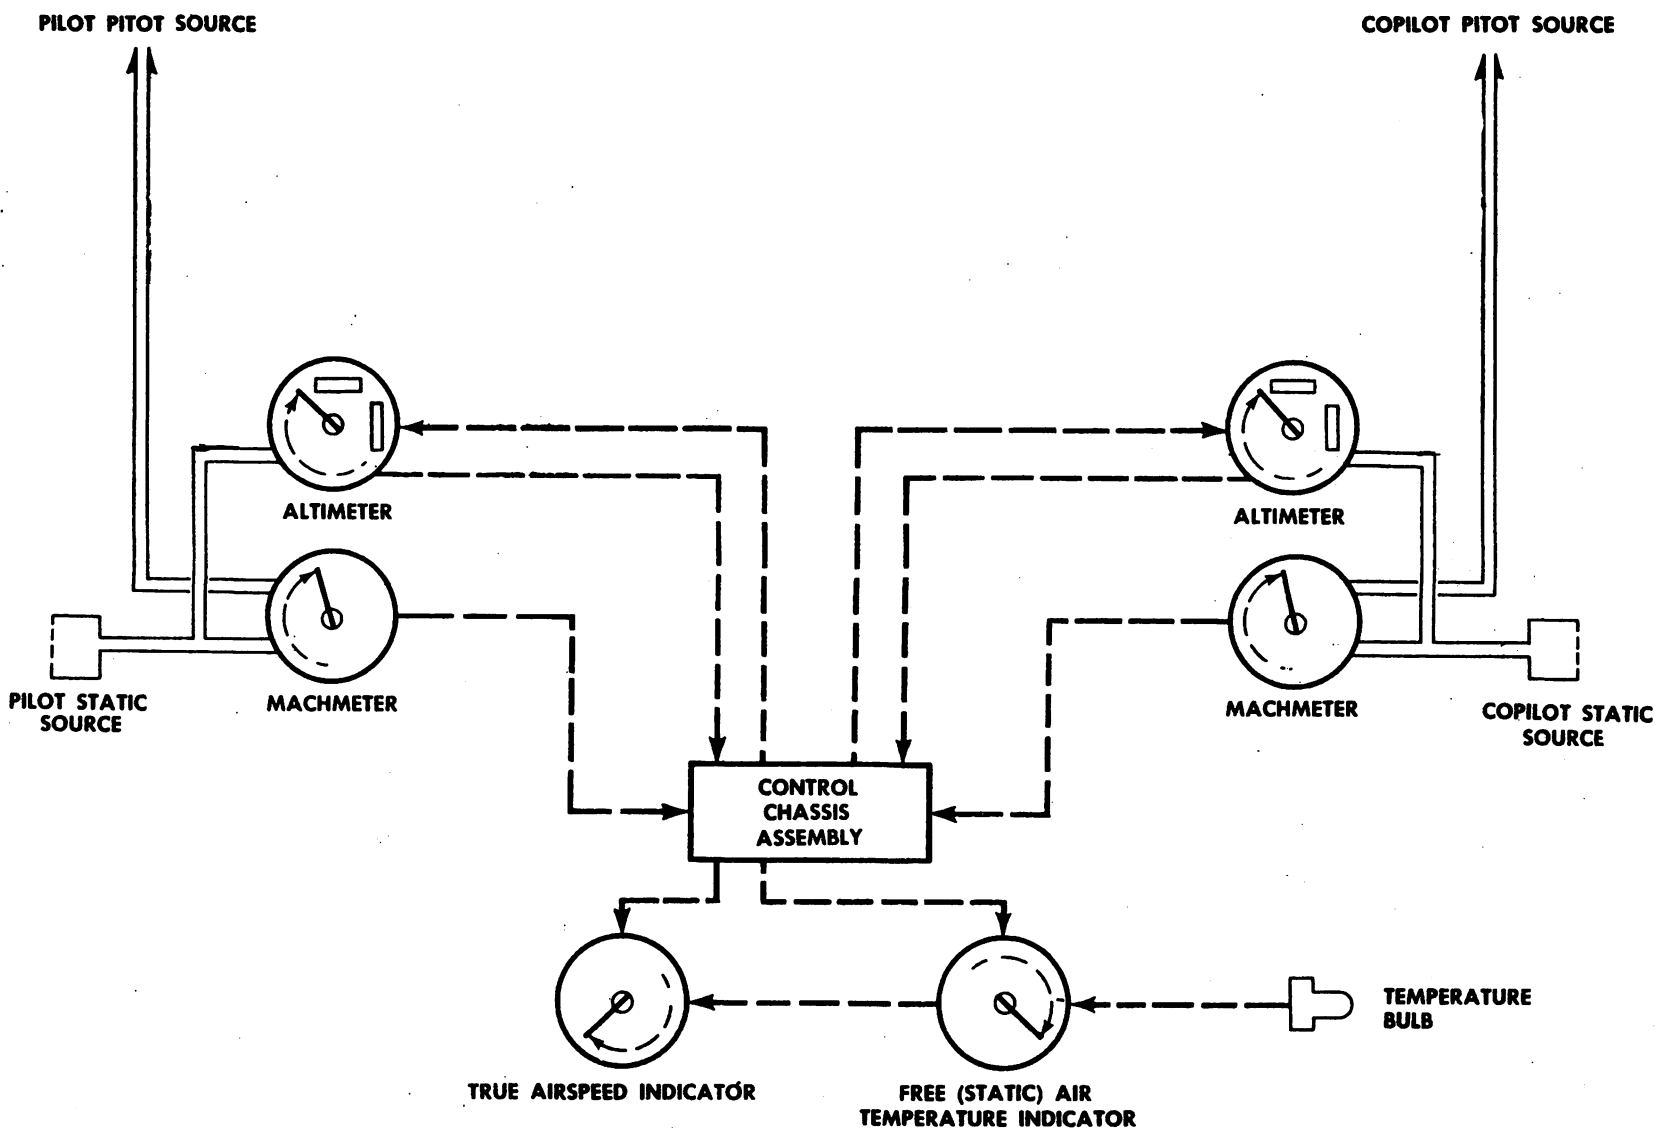 PILOT PITOT SOURCE
COPILOT PITOT SOURCE
ALTIMETER
ALTIMETER
MACHMETER
MACHMETER
PILOT STATIC
SOURCE
COPILOT STATIC
SOURCE
CONTROL
CHASSIS
ASSEMBLY
TEMPERATURE
BULB
TRUE AIRSPEED INDICATOR
FREE (STATIC) AIR
TEMPERATURE INDICATOR